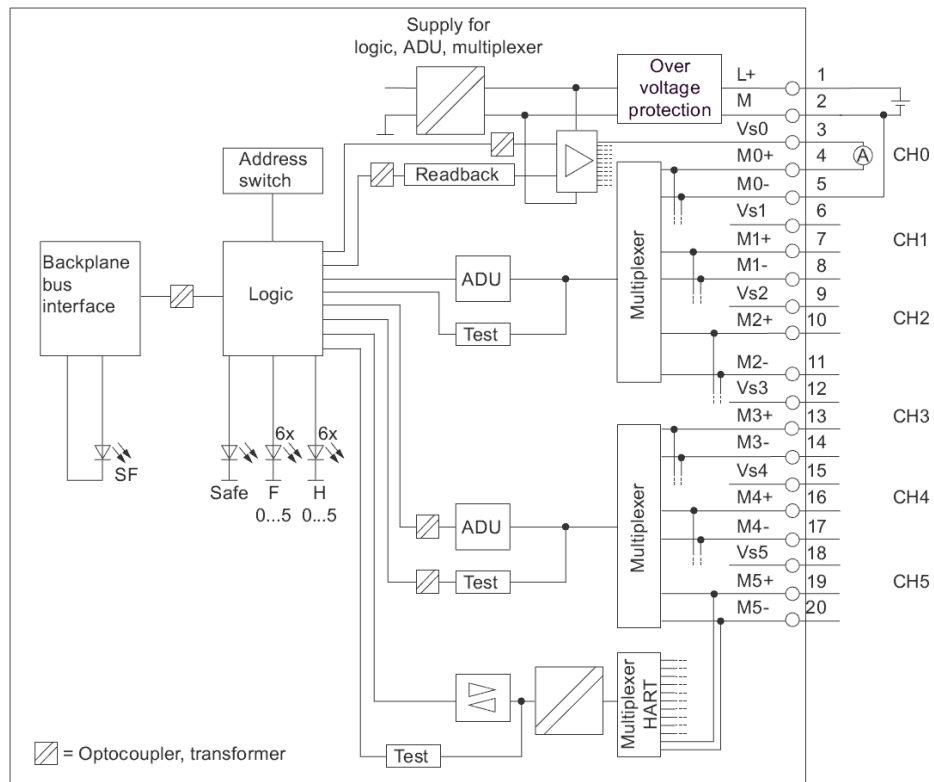 Supply for
logic, ADU, multiplexer
Over
voltage
protection
L+ 1
M 2
Vs0 3
M0+ 4
A
CH0
M0- 5
Vs1 6
M1+ 7
CH1
M1- 8
Vs2 9
M2+ 10
CH2
M2- 11
Vs3 12
M3+ 13
CH3
M3- 14
Vs4 15
M4+ 16
CH4
M4- 17
Vs5 18
M5+ 19
CH5
M5- 20
Address
switch
Readback
Backplane
bus
interface
Logic
ADU
Test
Multiplexer
SF
Safe
6x
F
0...5
6x
H
0...5
ADU
Test
Multiplexer
Multiplexer
HART
Test
= Optocoupler, transformer